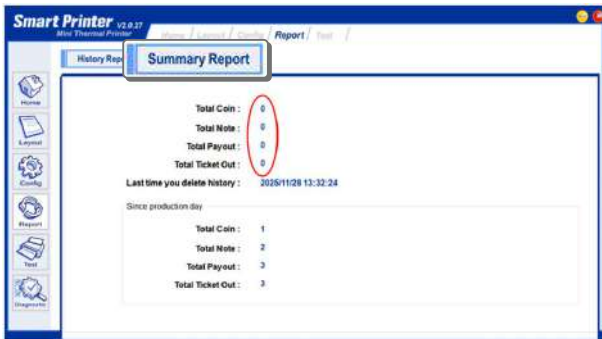 Smart Printer V2.0.27
Mini Thermal Printer
Home / Layout / Config / Report / Test /
History Rep
Summary Report
Home
Layout
Config
Report
Test
Diagnostic
Total Coin : 0
Total Note : 0
Total Payout : 0
Total Ticket Out : 0
Last time you delete history : 2025/11/28 13:32:24
Since production day
Total Coin : 1
Total Note : 2
Total Payout : 3
Total Ticket Out : 3